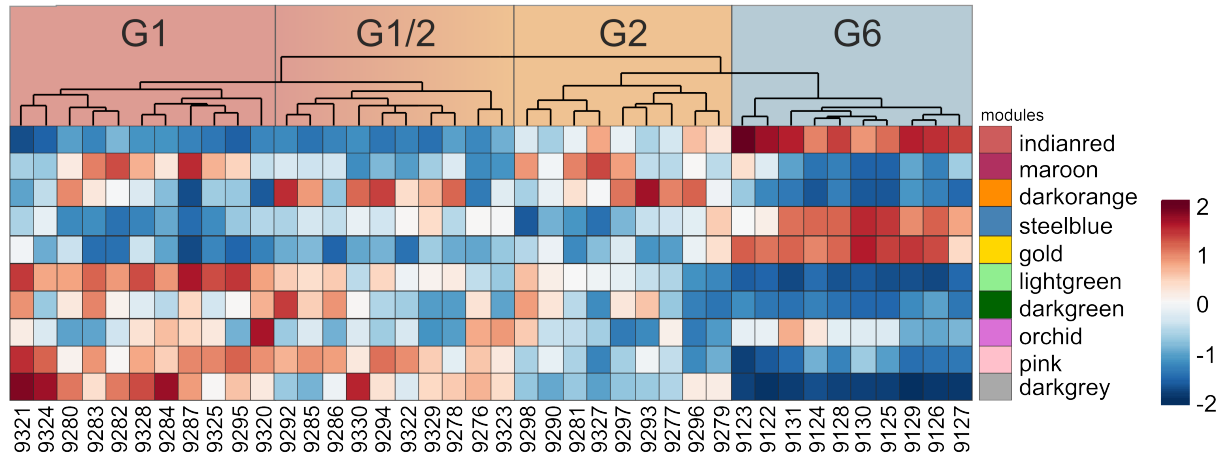 G1 G1/2 G2 G6
modules
indianred
maroon
darkorange
steelblue
gold
lightgreen
darkgreen
orchid
pink
darkgrey
2
1
0
-1
-2
9321 9324 9280 9283 9282 9328 9284 9287 9325 9295 9320 9292 9285 9286 9330 9294 9322 9329 9278 9276 9323 9298 9290 9281 9327 9297 9293 9277 9296 9279 9123 9122 9131 9124 9128 9130 9125 9129 9126 9127